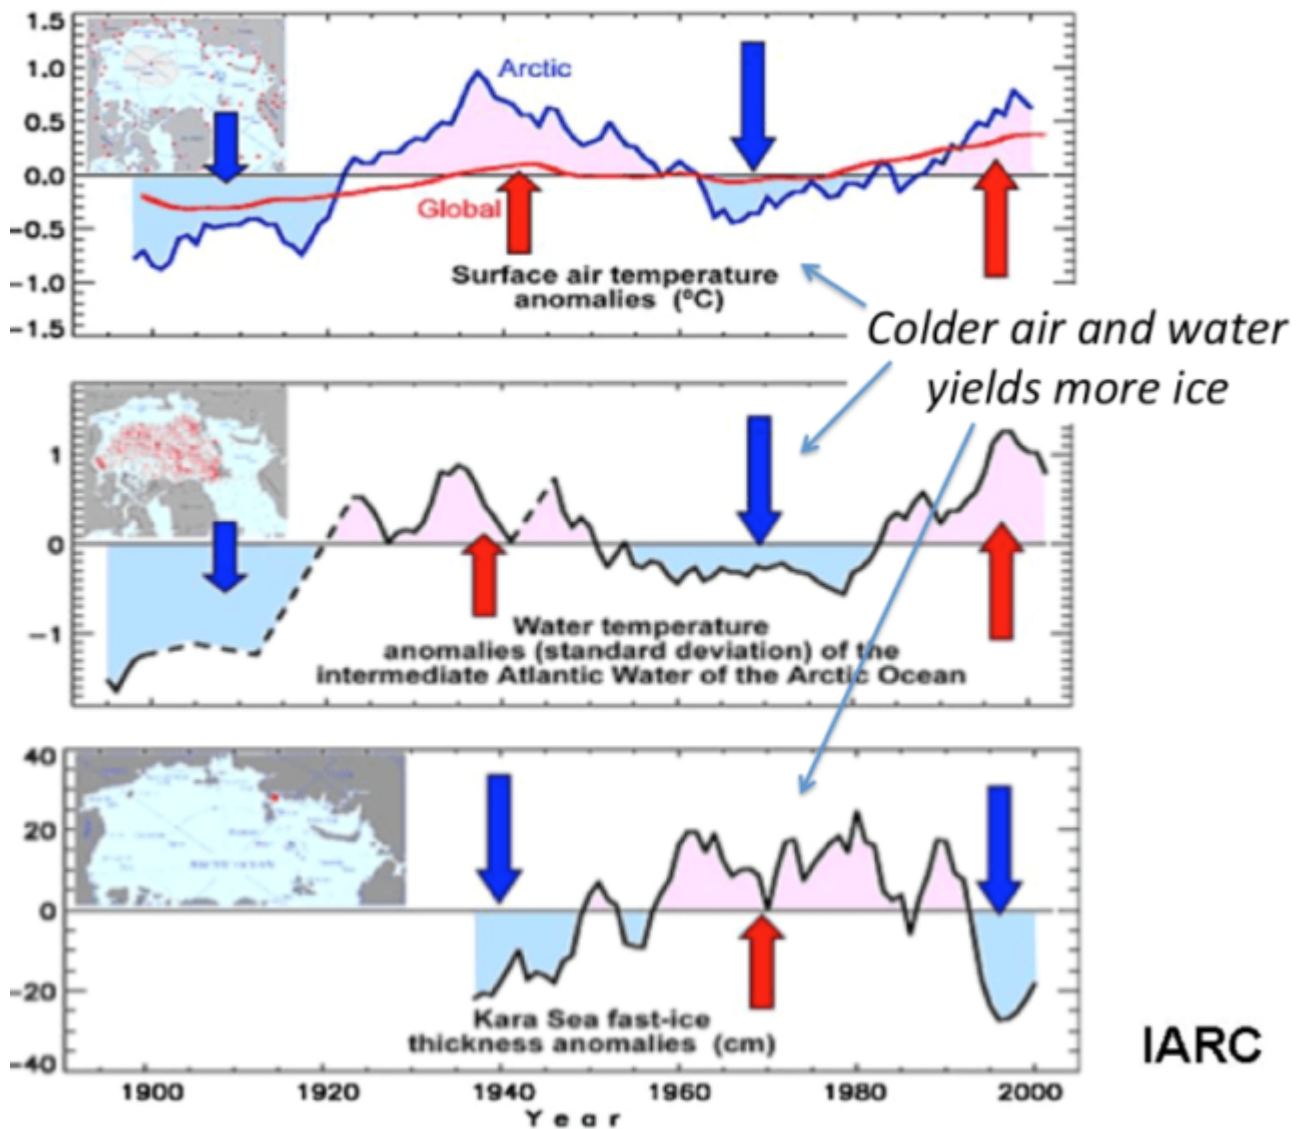 1.5
1.0
0.5
0.0
-0.5
-1.0
-1.5
Arctic
Global
Surface air temperature
anomalies (ºC)
Colder air and water
yields more ice
1
0
-1
Water temperature
anomalies (standard deviation) of the
intermediate Atlantic Water of the Arctic Ocean
40
20
0
-20
-40
ARCTIC OCEAN
Kara Sea fast-ice
thickness anomalies (cm)
IARC
1900 1920 1940 1960 1980 2000
Year